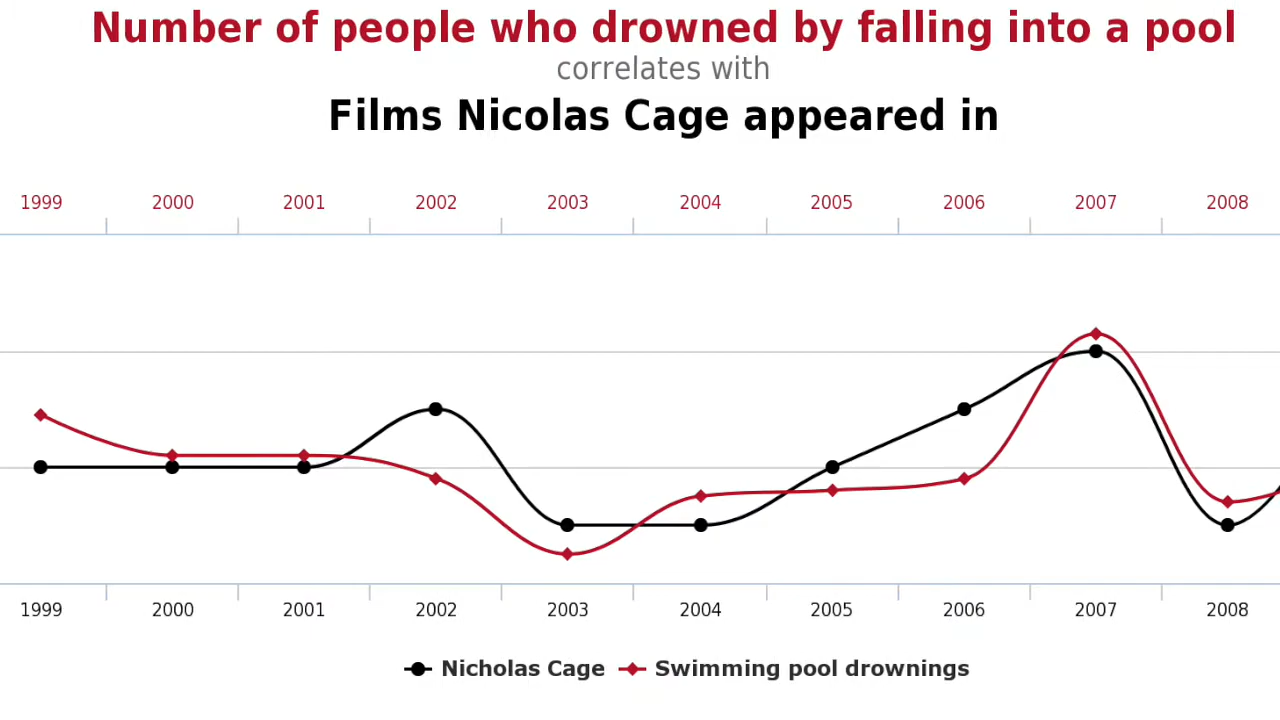 Number of people who drowned by falling into a pool
correlates with
Films Nicolas Cage appeared in
1999 2000 2001 2002 2003 2004 2005 2006 2007 2008
1999 2000 2001 2002 2003 2004 2005 2006 2007 2008
Nicholas Cage Swimming pool drownings